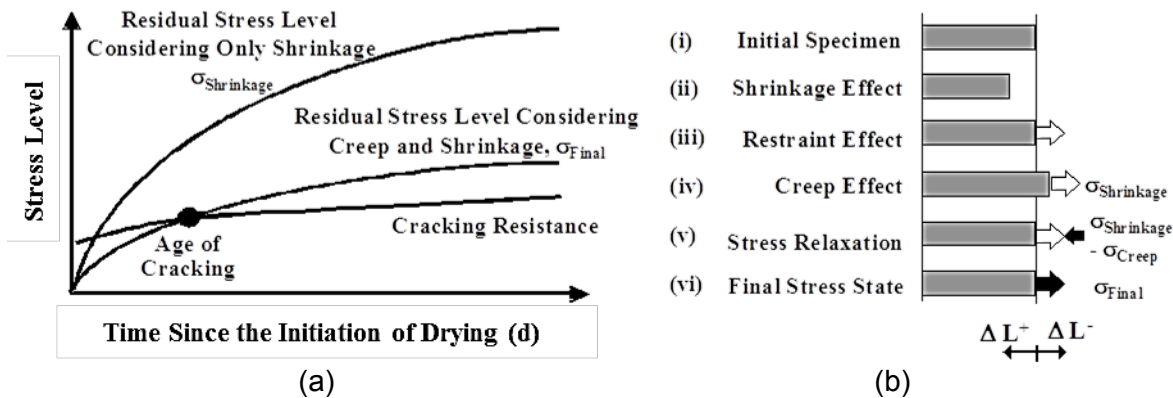 Residual Stress Level
Considering Only Shrinkage
σShrinkage
Residual Stress Level Considering
Creep and Shrinkage, σFinal
Cracking Resistance
Age of
Cracking
Stress Level
Time Since the Initiation of Drying (d)
(a)
(i) Initial Specimen
(ii) Shrinkage Effect
(iii) Restraint Effect
(iv) Creep Effect σShrinkage
(v) Stress Relaxation σShrinkage
- σCreep
(vi) Final Stress State σFinal
Δ L⁺ Δ L⁻
(b)